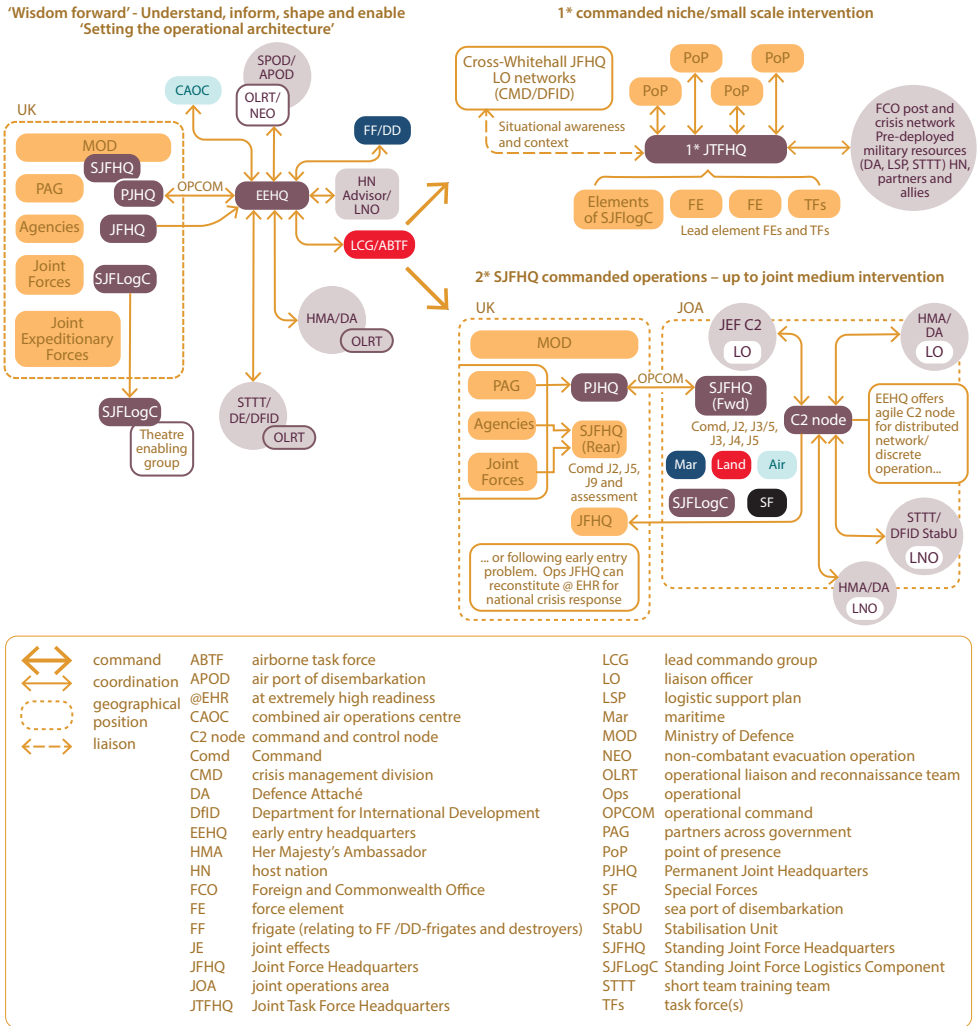 ‘Wisdom forward’ - Understand, inform, shape and enable
‘Setting the operational architecture’
UK
MOD
SJFHQ
PAG
PJHQ
Agencies
JFHQ
Joint
Forces
SJFLogC
Joint
Expeditionary
Forces
SJFLogC
Theatre
enabling
group
OPCOM
CAOC
SPOD/
APOD
OLRT/
NEO
FF/DD
EEHQ
HN
Advisor/
LNO
LCG/ABTF
HMA/DA
OLRT
STTT/
DE/DFID
OLRT
1* commanded niche/small scale intervention
Cross-Whitehall JFHQ
LO networks
(CMD/DFID)
Situational awareness
and context
PoP
PoP
PoP
PoP
1* JTFHQ
FCO post and
crisis network
Pre-deployed
military resources
(DA, LSP, STTT) HN,
partners and
allies
Elements
of SJFlogC
FE
FE
TFs
Lead element FEs and TFs
2* SJFHQ commanded operations – up to joint medium intervention
UK
MOD
PAG
PJHQ
Agencies
SJFHQ
(Rear)
Joint
Forces
Comd J2, J5,
J9 and
assessment
JFHQ
... or following early entry
problem. Ops JFHQ can
reconstitute @ EHR for
national crisis response
OPCOM
JOA
JEF C2
LO
SJFHQ
(Fwd)
Comd, J2, J3/5,
J3, J4, J5
Mar
Land
Air
SJFLogC
SF
C2 node
HMA/
DA
LO
EEHQ offers
agile C2 node
for distributed
network/
discrete
operation...
STTT/
DFID StabU
LNO
HMA/DA
LNO
command
coordination
geographical
position
liaison
ABTF airborne task force
APOD air port of disembarkation
@EHR at extremely high readiness
CAOC combined air operations centre
C2 node command and control node
Comd Command
CMD crisis management division
DA Defence Attaché
DfID Department for International Development
EEHQ early entry headquarters
HMA Her Majesty’s Ambassador
HN host nation
FCO Foreign and Commonwealth Office
FE force element
FF frigate (relating to FF /DD-frigates and destroyers)
JE joint effects
JFHQ Joint Force Headquarters
JOA joint operations area
JTFHQ Joint Task Force Headquarters
LCG lead commando group
LO liaison officer
LSP logistic support plan
Mar maritime
MOD Ministry of Defence
NEO non-combatant evacuation operation
OLRT operational liaison and reconnaissance team
Ops operational
OPCOM operational command
PAG partners across government
PoP point of presence
PJHQ Permanent Joint Headquarters
SF Special Forces
SPOD sea port of disembarkation
StabU Stabilisation Unit
SJFHQ Standing Joint Force Headquarters
SJFLogC Standing Joint Force Logistics Component
STTT short team training team
TFs task force(s)